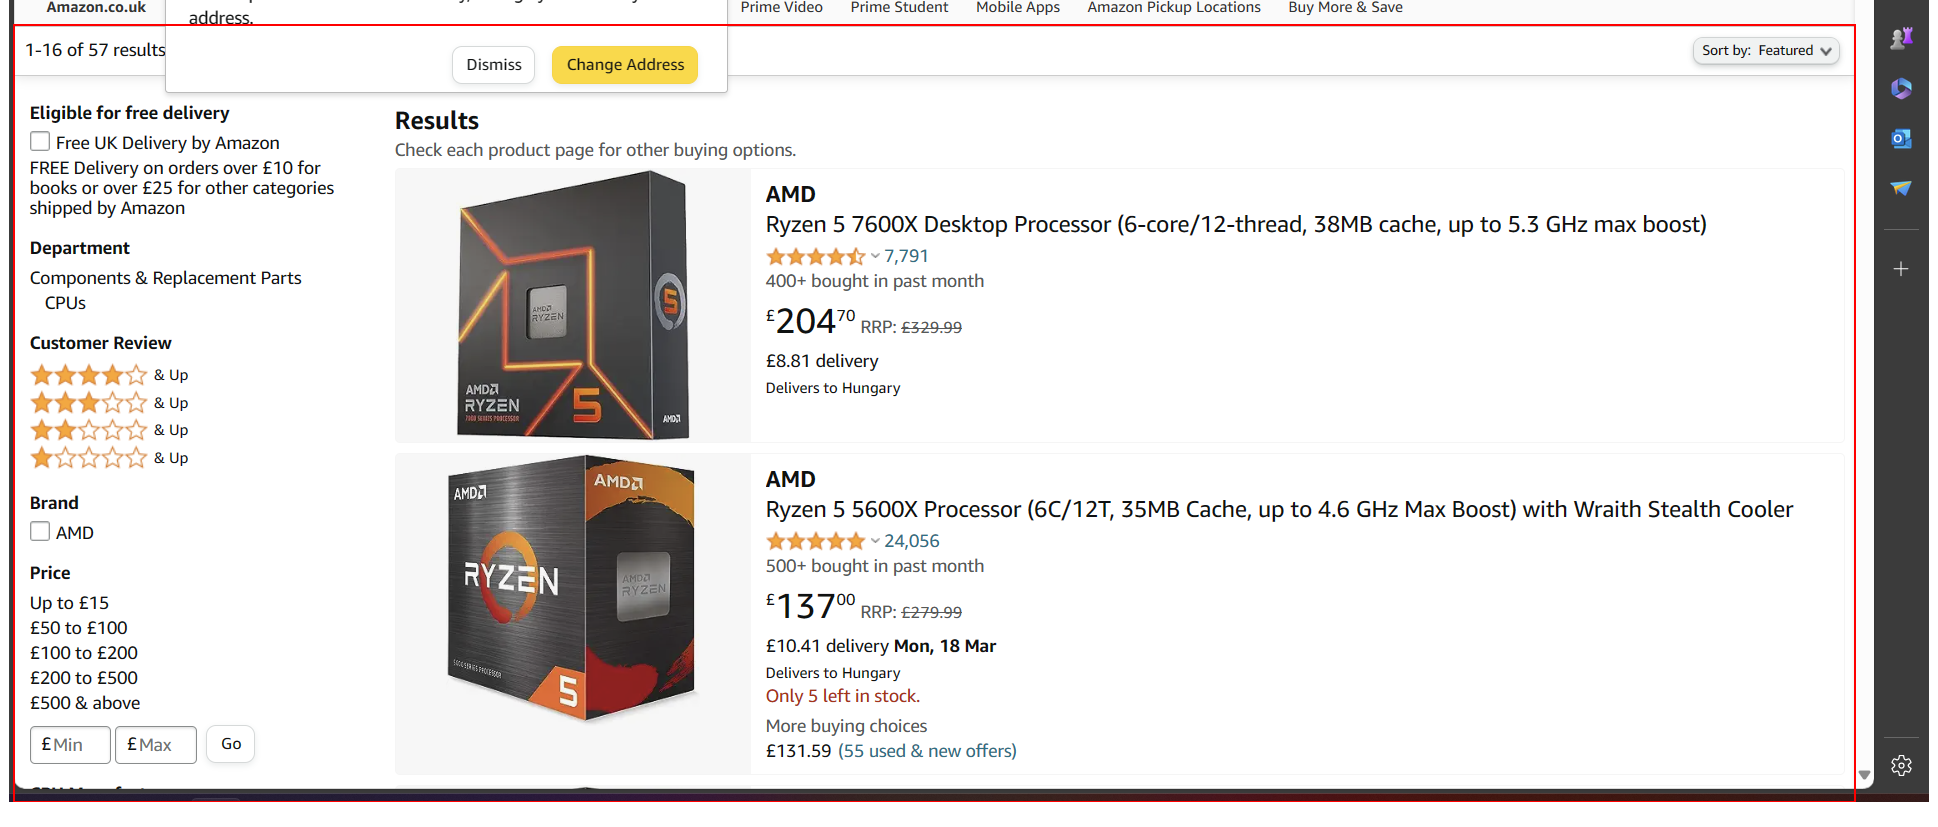 Amazon.co.uk
address.
Prime Video
Prime Student
Mobile Apps
Amazon Pickup Locations
Buy More & Save
1-16 of 57 results
Dismiss
Change Address
Sort by: Featured
Eligible for free delivery
Free UK Delivery by Amazon
FREE Delivery on orders over £10 for
books or over £25 for other categories
shipped by Amazon
Department
Components & Replacement Parts
CPUs
Customer Review
& Up
& Up
& Up
& Up
Brand
AMD
Price
Up to £15
£50 to £100
£100 to £200
£200 to £500
£500 & above
£ Min
£ Max
Go
Results
Check each product page for other buying options.
AMD
RYZEN
5
AMD
RYZEN
7000 SERIES PROCESSOR
5
AMD
AMD
Ryzen 5 7600X Desktop Processor (6-core/12-thread, 38MB cache, up to 5.3 GHz max boost)
7,791
400+ bought in past month
£204.70 RRP: £329.99
£8.81 delivery
Delivers to Hungary
AMD
AMD
RYZEN
AMD
RYZEN
5000 SERIES PROCESSOR
5
AMD
Ryzen 5 5600X Processor (6C/12T, 35MB Cache, up to 4.6 GHz Max Boost) with Wraith Stealth Cooler
24,056
500+ bought in past month
£137.00 RRP: £279.99
£10.41 delivery Mon, 18 Mar
Delivers to Hungary
Only 5 left in stock.
More buying choices
£131.59 (55 used & new offers)